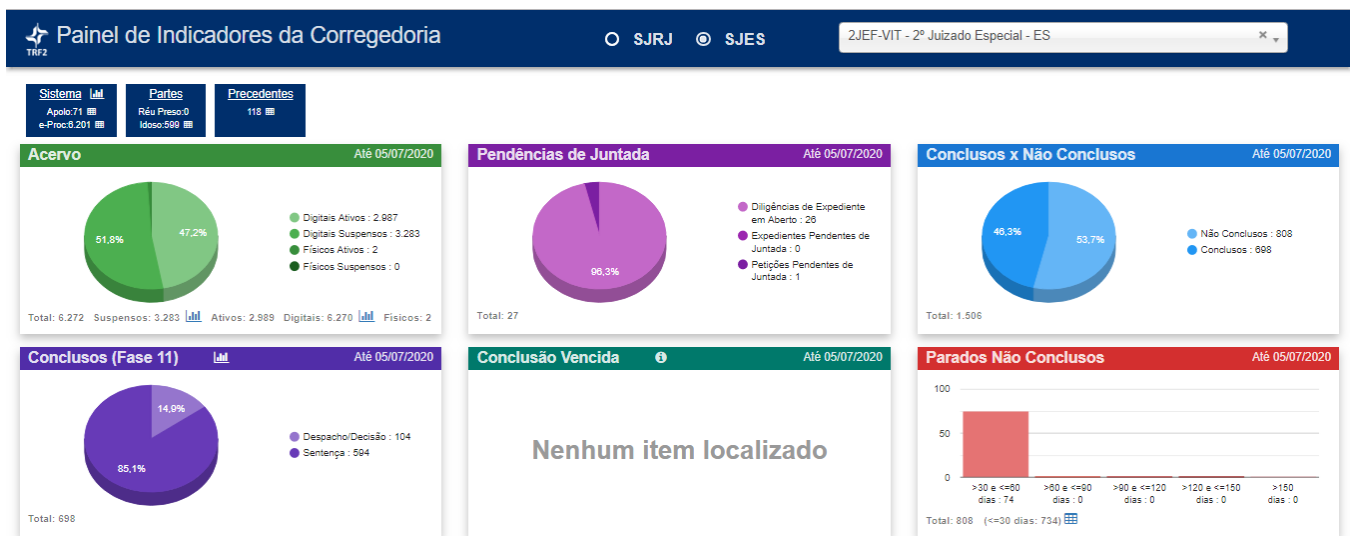 TRF2
Painel de Indicadores da Corregedoria
SJRJ
SJES
2JEF-VIT - 2º Juizado Especial - ES
×
Sistema
Apolo:71
e-Proc:6.201
Partes
Réu Preso:0
Idoso:599
Precedentes
118
Acervo
Até 05/07/2020
51,8%
47,2%
Digitais Ativos : 2.987
Digitais Suspensos : 3.283
Físicos Ativos : 2
Físicos Suspensos : 0
Total: 6.272 Suspensos: 3.283 Ativos: 2.989 Digitais: 6.270 Físicos: 2
Pendências de Juntada
Até 05/07/2020
96,3%
Diligências de Expediente
em Aberto : 26
Expedientes Pendentes de
Juntada : 0
Petições Pendentes de
Juntada : 1
Total: 27
Conclusos x Não Conclusos
Até 05/07/2020
46,3%
53,7%
Não Conclusos : 808
Conclusos : 698
Total: 1.506
Conclusos (Fase 11)
Até 05/07/2020
14,9%
85,1%
Despacho/Decisão : 104
Sentença : 594
Total: 698
Conclusão Vencida
Até 05/07/2020
Nenhum item localizado
Parados Não Conclusos
Até 05/07/2020
100
50
0
>30 e <=60
dias : 74
>60 e <=90
dias : 0
>90 e <=120
dias : 0
>120 e <=150
dias : 0
>150
dias : 0
Total: 808 (<=30 dias: 734)